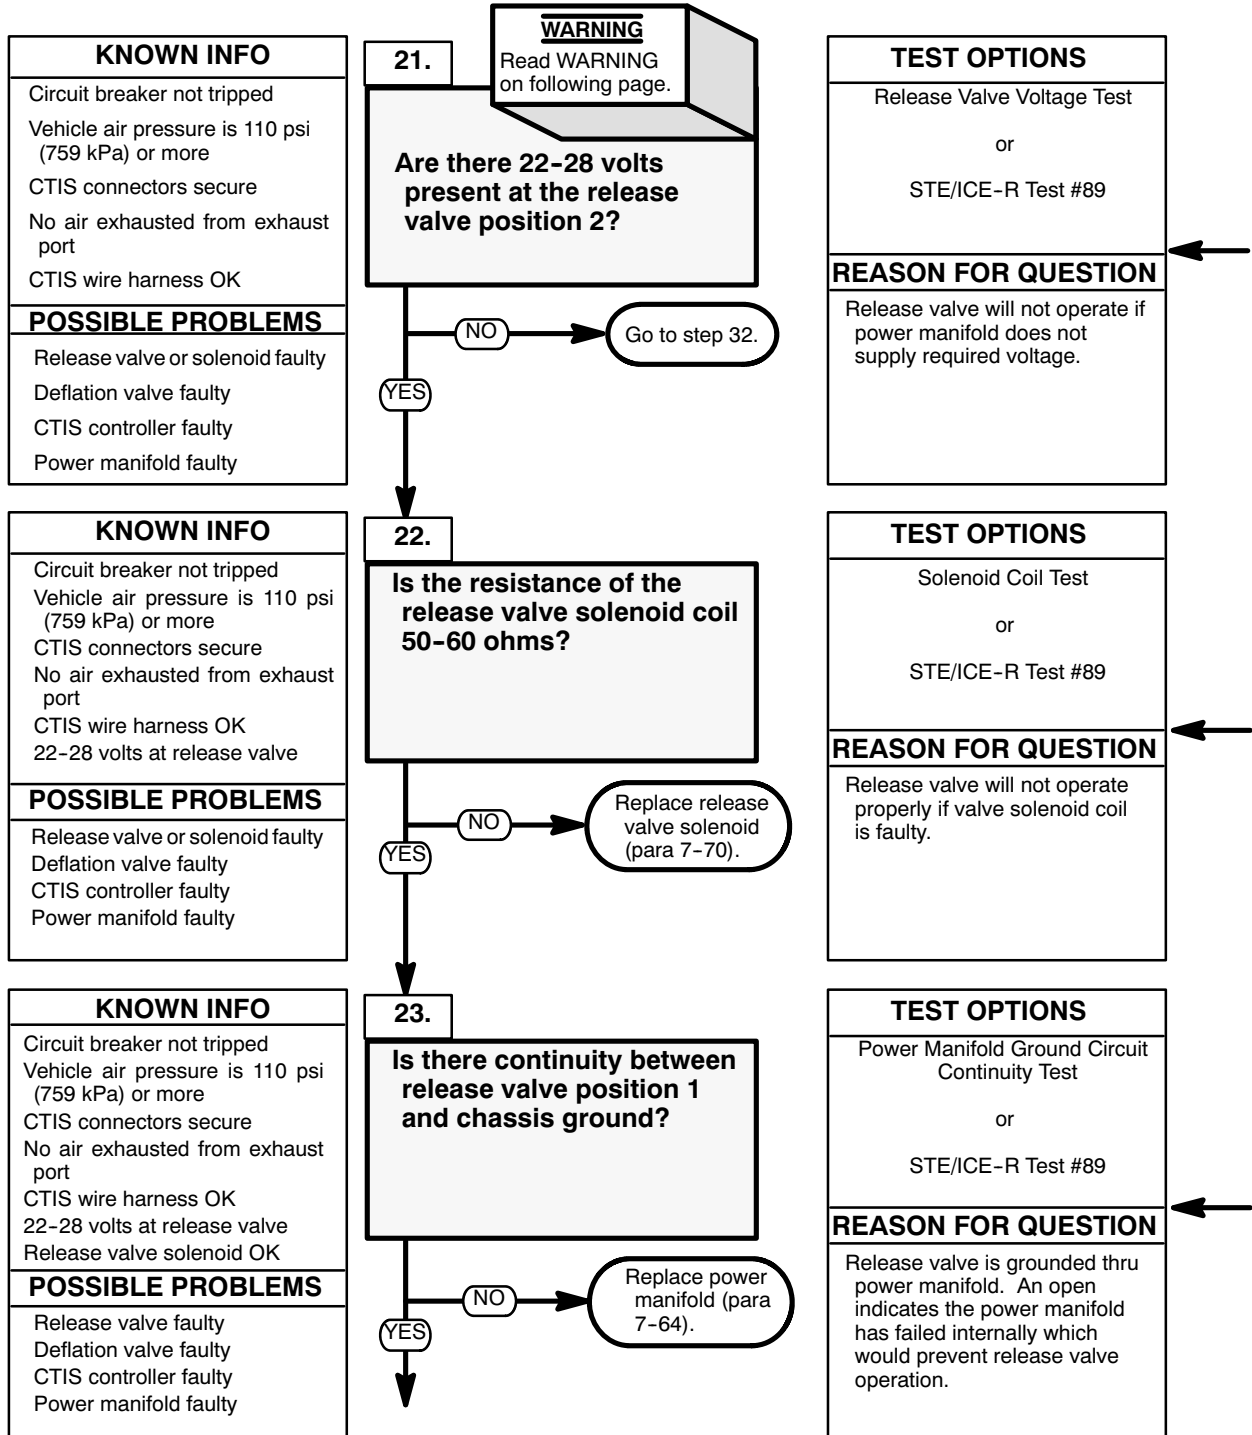 KNOWN INFO
Circuit breaker not tripped
Vehicle air pressure is 110 psi
(759 kPa) or more
CTIS connectors secure
No air exhausted from exhaust
port
CTIS wire harness OK
POSSIBLE PROBLEMS
Release valve or solenoid faulty
Deflation valve faulty
CTIS controller faulty
Power manifold faulty
21.
WARNING
Read WARNING
on following page.
Are there 22-28 volts
present at the release
valve position 2?
NO
Go to step 32.
YES
TEST OPTIONS
Release Valve Voltage Test
or
STE/ICE-R Test #89
REASON FOR QUESTION
Release valve will not operate if
power manifold does not
supply required voltage.
KNOWN INFO
Circuit breaker not tripped
Vehicle air pressure is 110 psi
(759 kPa) or more
CTIS connectors secure
No air exhausted from exhaust
port
CTIS wire harness OK
22-28 volts at release valve
POSSIBLE PROBLEMS
Release valve or solenoid faulty
Deflation valve faulty
CTIS controller faulty
Power manifold faulty
22.
Is the resistance of the
release valve solenoid coil
50-60 ohms?
NO
Replace release
valve solenoid
(para 7-70).
YES
TEST OPTIONS
Solenoid Coil Test
or
STE/ICE-R Test #89
REASON FOR QUESTION
Release valve will not operate
properly if valve solenoid coil
is faulty.
KNOWN INFO
Circuit breaker not tripped
Vehicle air pressure is 110 psi
(759 kPa) or more
CTIS connectors secure
No air exhausted from exhaust
port
CTIS wire harness OK
22-28 volts at release valve
Release valve solenoid OK
POSSIBLE PROBLEMS
Release valve faulty
Deflation valve faulty
CTIS controller faulty
Power manifold faulty
23.
Is there continuity between
release valve position 1
and chassis ground?
NO
Replace power
manifold (para
7-64).
YES
TEST OPTIONS
Power Manifold Ground Circuit
Continuity Test
or
STE/ICE-R Test #89
REASON FOR QUESTION
Release valve is grounded thru
power manifold. An open
indicates the power manifold
has failed internally which
would prevent release valve
operation.